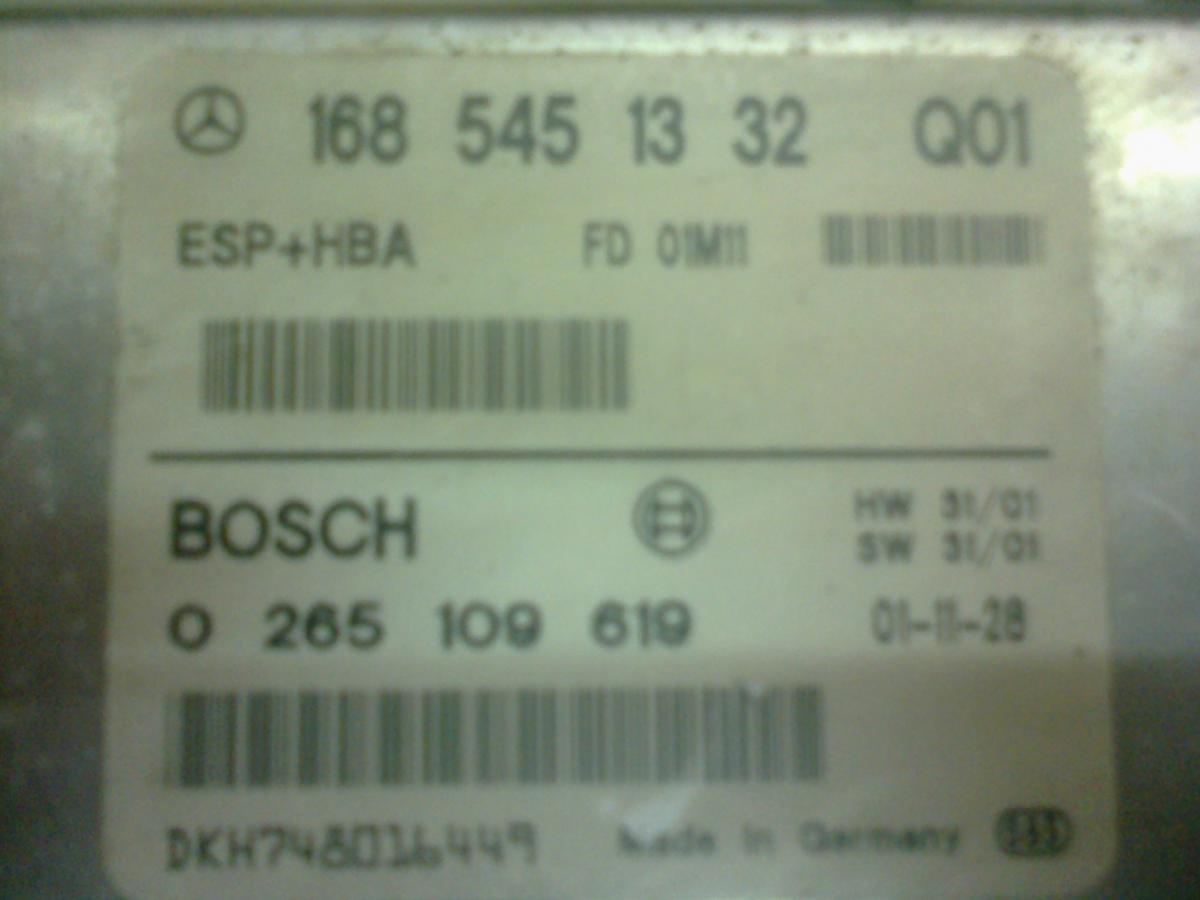 168 545 13 32 Q01
ESP+HBA FD 01M11
BOSCH HW 31/01
SW 31/01
0 265 109 619 01-11-28
DKH748016449 Made in Germany